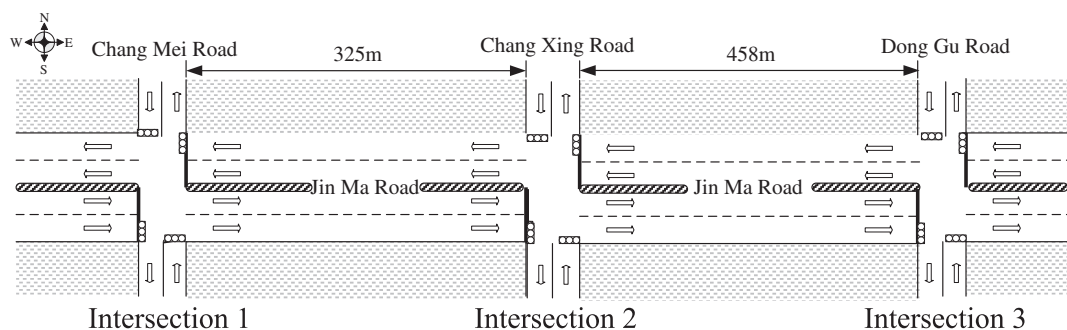 N
W E
S
Chang Mei Road
325m
Chang Xing Road
458m
Dong Gu Road
Jin Ma Road
Jin Ma Road
Intersection 1
Intersection 2
Intersection 3